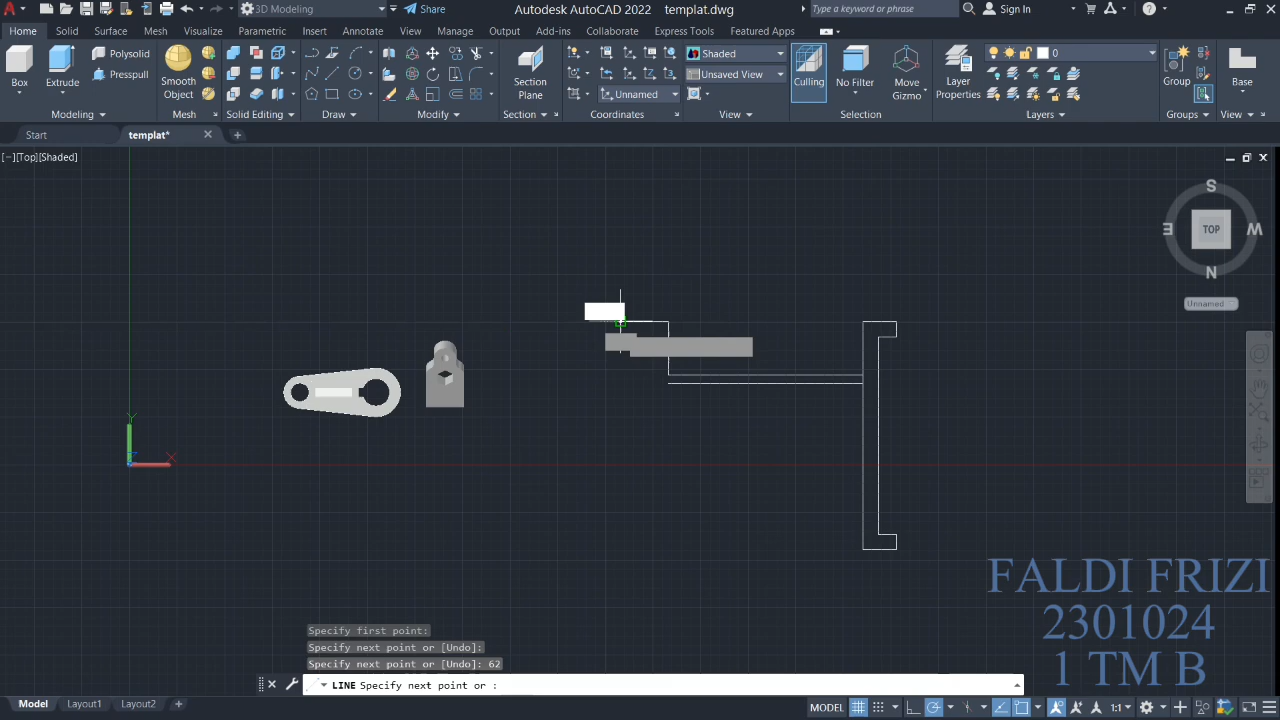 3D Modeling
Share
Autodesk AutoCAD 2022 templat.dwg
Type a keyword or phrase
Sign In
Home Solid Surface Mesh Visualize Parametric Insert Annotate View Manage Output Add-ins Collaborate Express Tools Featured Apps
Box
Extrude
Polysolid
Presspull
Smooth Object
Section Plane
Unnamed
Shaded
Unsaved View
Culling
No Filter
Move Gizmo
Layer Properties
0
Group
Base
Modeling
Mesh
Solid Editing
Draw
Modify
Section
Coordinates
View
Selection
Layers
Groups
View
Start
templat*
[−][Top][Shaded]
S
E
TOP
W
N
Unnamed
Y
X
Specify first point:
Specify next point or [Undo]:
Specify next point or [Undo]: 62
LINE Specify next point or :
FALDI FRIZI
2301024
1 TM B
Model Layout1 Layout2
MODEL
1:1